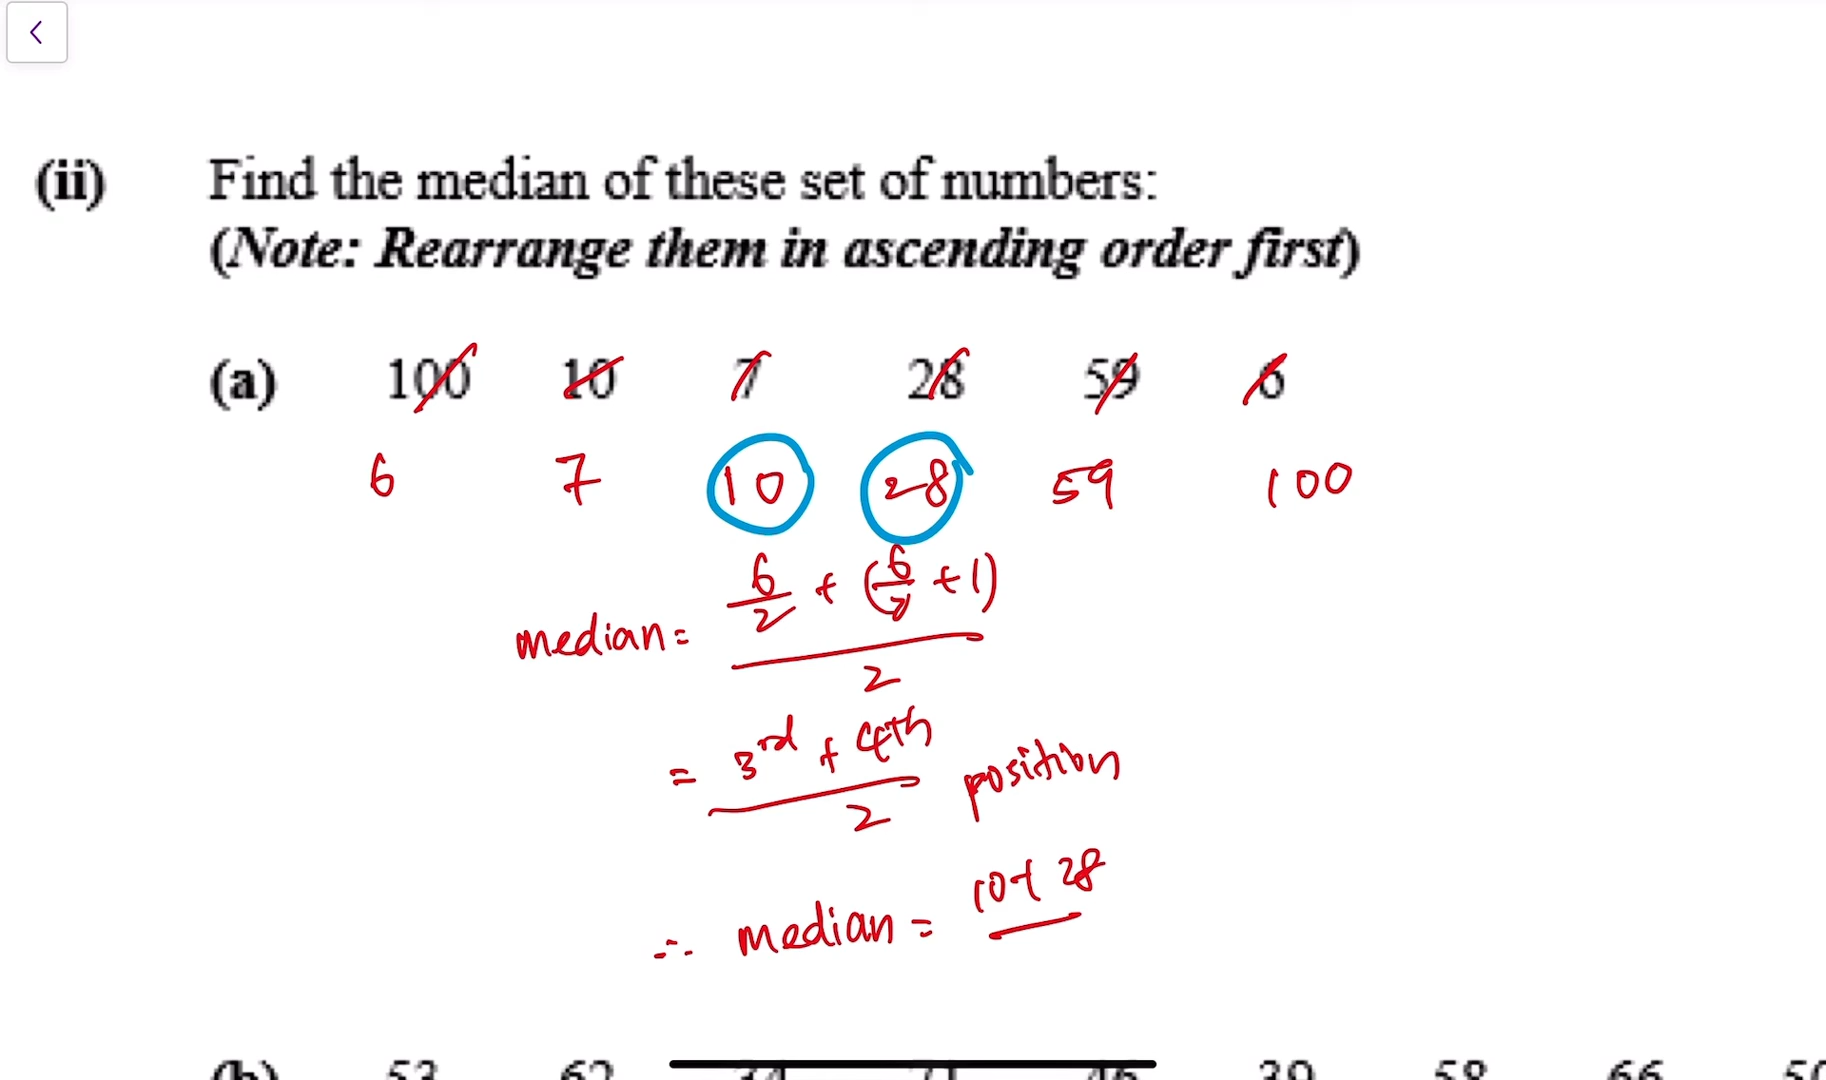 (ii) Find the median of these set of numbers:
(Note: Rearrange them in ascending order first)
(a) 100 10 7 28 59 6
6 7 10 28 59 100
median = 6/2 + (6/2 + 1) / 2
= 3rd + 4th / 2 position
∴ median = 10 + 28